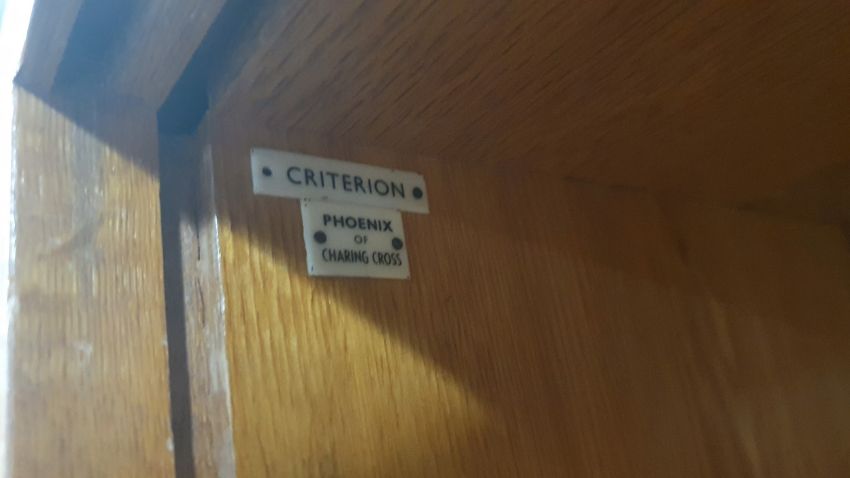 CRITERION
PHOENIX
OF
CHARING CROSS